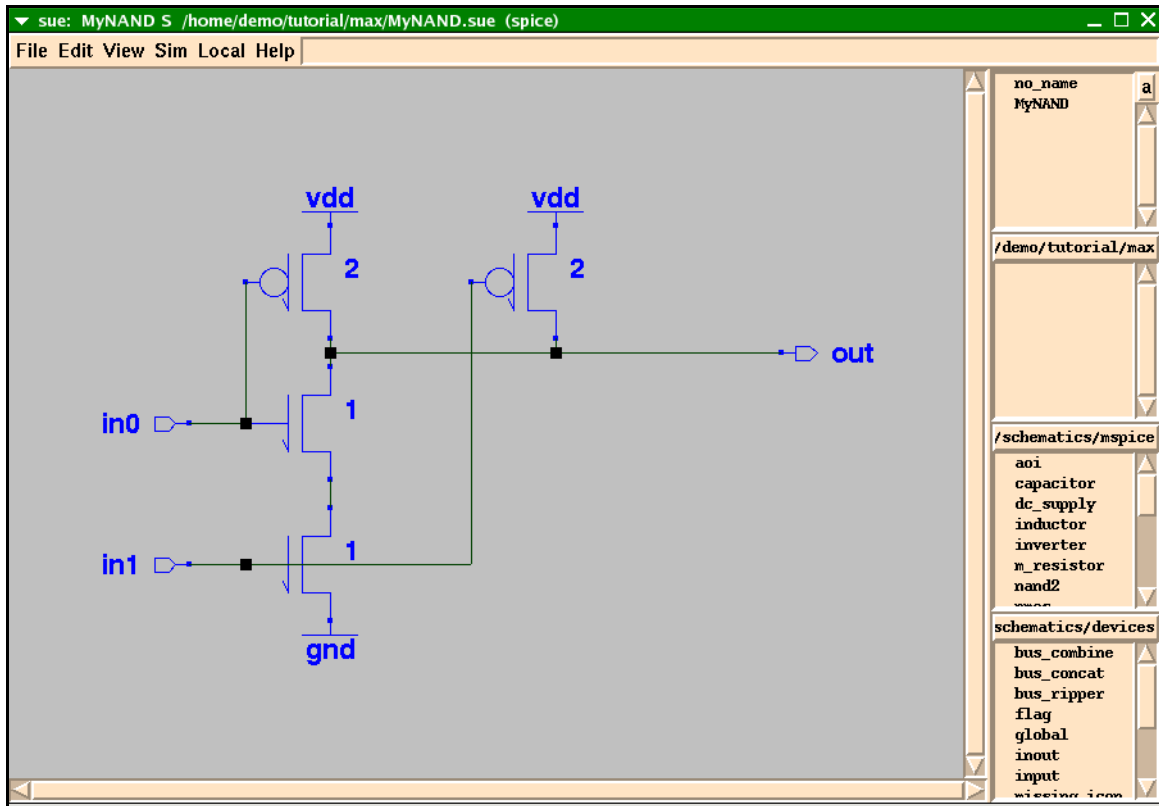 sue: MyNAND S /home/demo/tutorial/max/MyNAND.sue (spice)
File Edit View Sim Local Help
no_name
a
MyNAND
/demo/tutorial/max
/schematics/mspice
aoi
capacitor
dc_supply
inductor
inverter
m_resistor
nand2
schematics/devices
bus_combine
bus_concat
bus_ripper
flag
global
inout
input
missing_icon
vdd
vdd
2
2
out
in0
1
in1
1
gnd